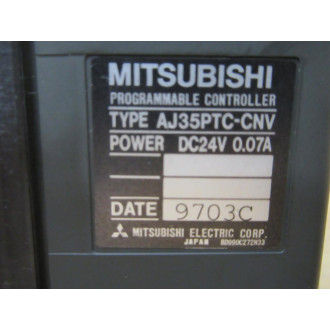 MITSUBISHI
PROGRAMMABLE CONTROLLER
TYPE AJ35PTC-CNV
POWER DC24V 0.07A
DATE 9703C
MITSUBISHI ELECTRIC CORP.
JAPAN